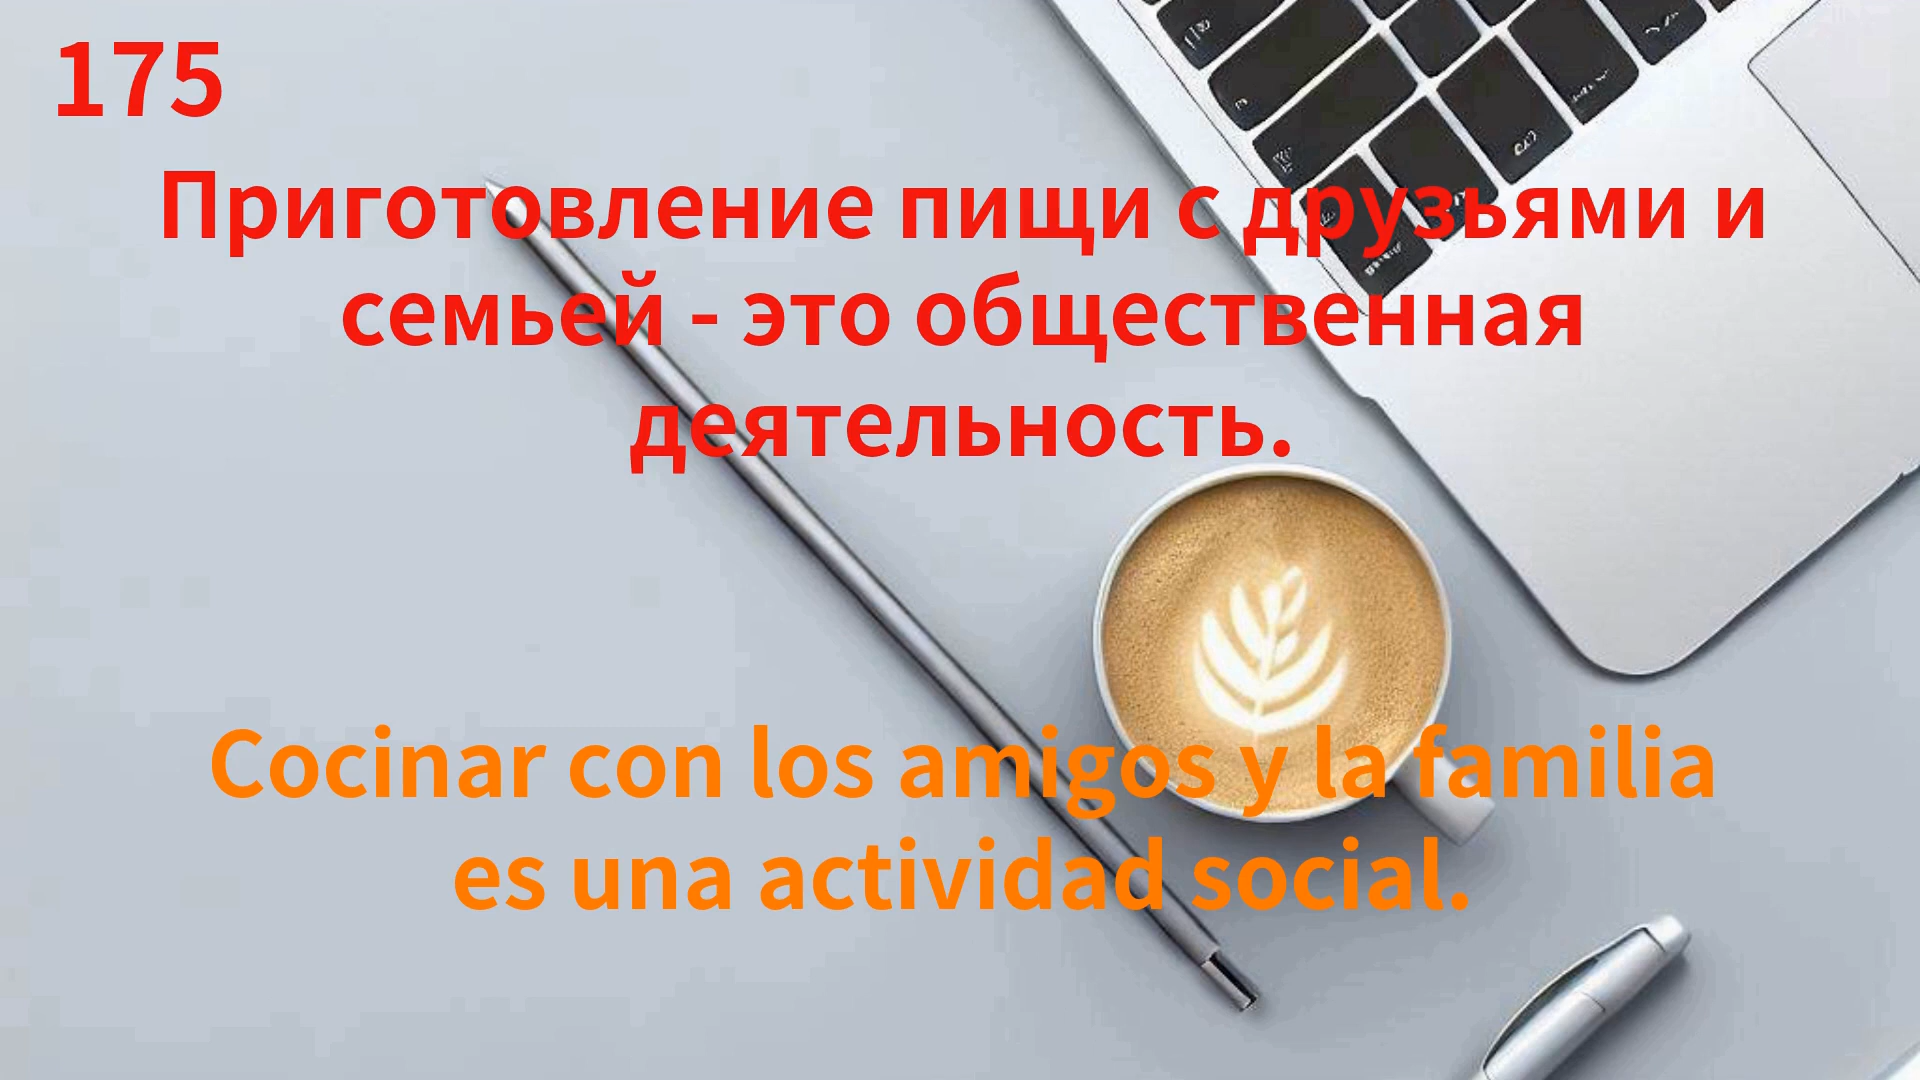 175
Приготовление пищи с друзьями и
семьей - это общественная
деятельность.
Cocinar con los amigos y la familia
es una actividad social.